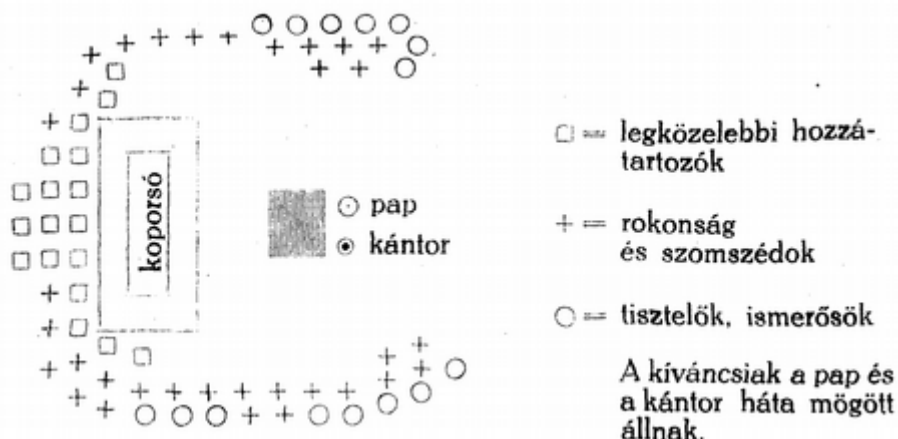 koporsó
pap
kántor
= legközelebbi hozzá-
tartozók
= rokonság
és szomszédok
= tisztelők, ismerősök
A kíváncsiak a pap és
a kántor háta mögött
állnak.